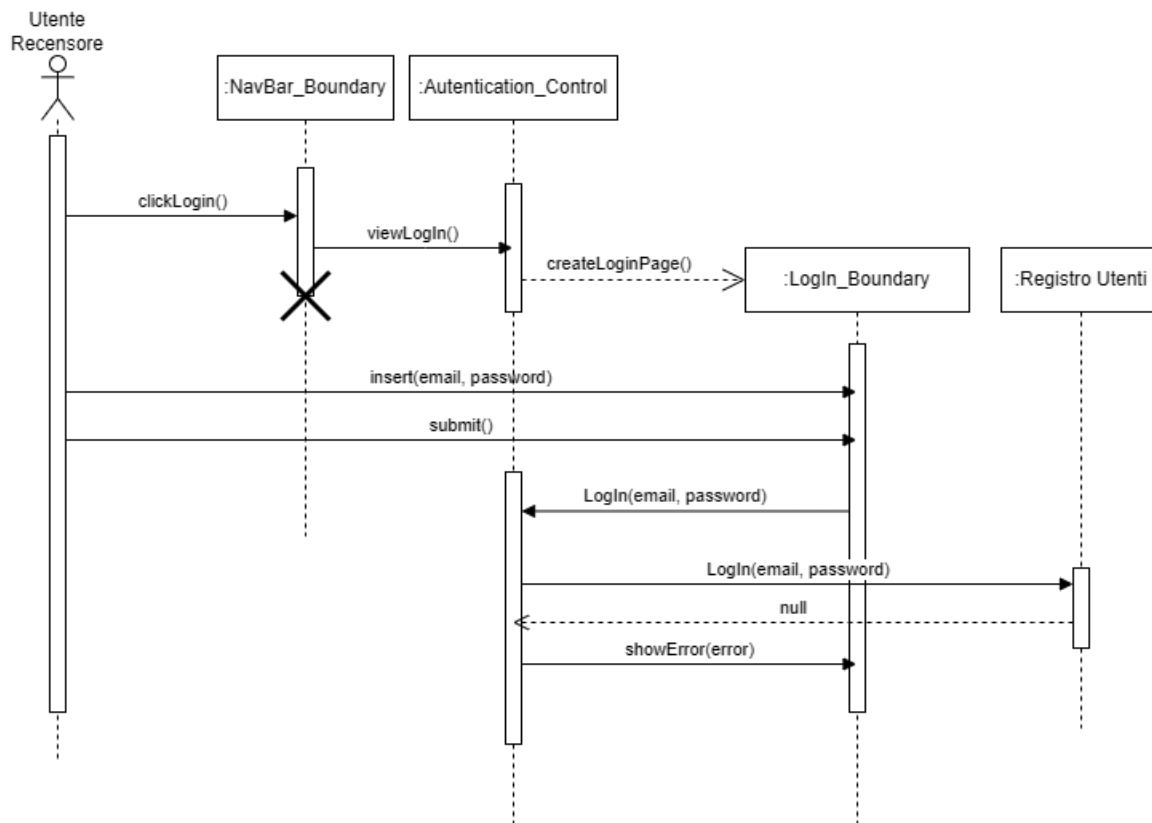 Utente
Recensore
:NavBar_Boundary
:Autentication_Control
clickLogin()
viewLogIn()
createLoginPage()
:LogIn_Boundary
:Registro Utenti
insert(email, password)
submit()
LogIn(email, password)
LogIn(email, password)
null
showError(error)